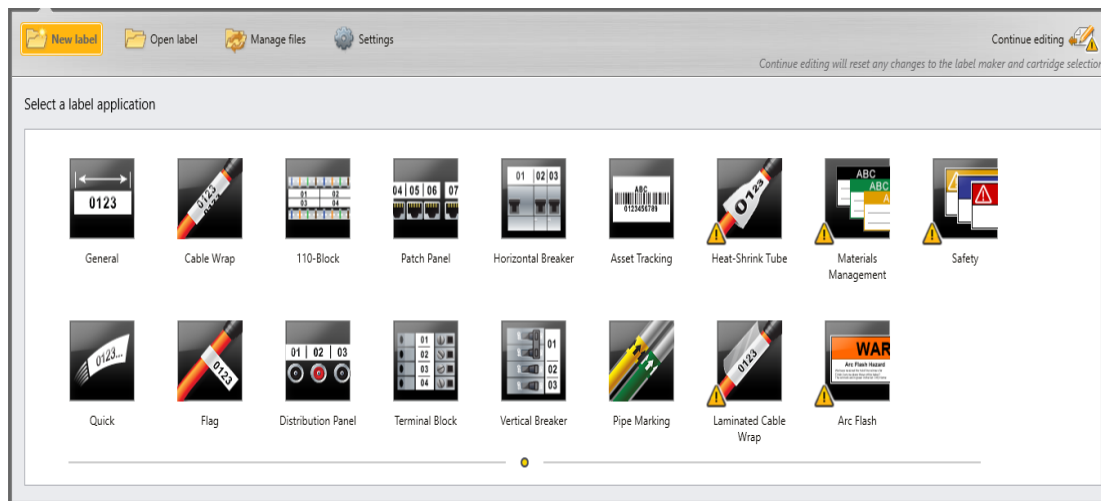 New label
Open label
Manage files
Settings
Continue editing
Continue editing will reset any changes to the label maker and cartridge selection
Select a label application
0123
General
0123
Cable Wrap
01 02
03 04
110-Block
04 05 06 07
Patch Panel
01 02 03
Horizontal Breaker
ABC
0123456789
Asset Tracking
0123
Heat-Shrink Tube
ABC
ABC
A
Materials
Management
Safety
0123...
Quick
0123
Flag
01 02 03
Distribution Panel
01
02
03
04
Terminal Block
01
02
03
Vertical Breaker
Pipe Marking
0123
Laminated Cable
Wrap
WAR
Arc Flash Hazard
Arc Flash